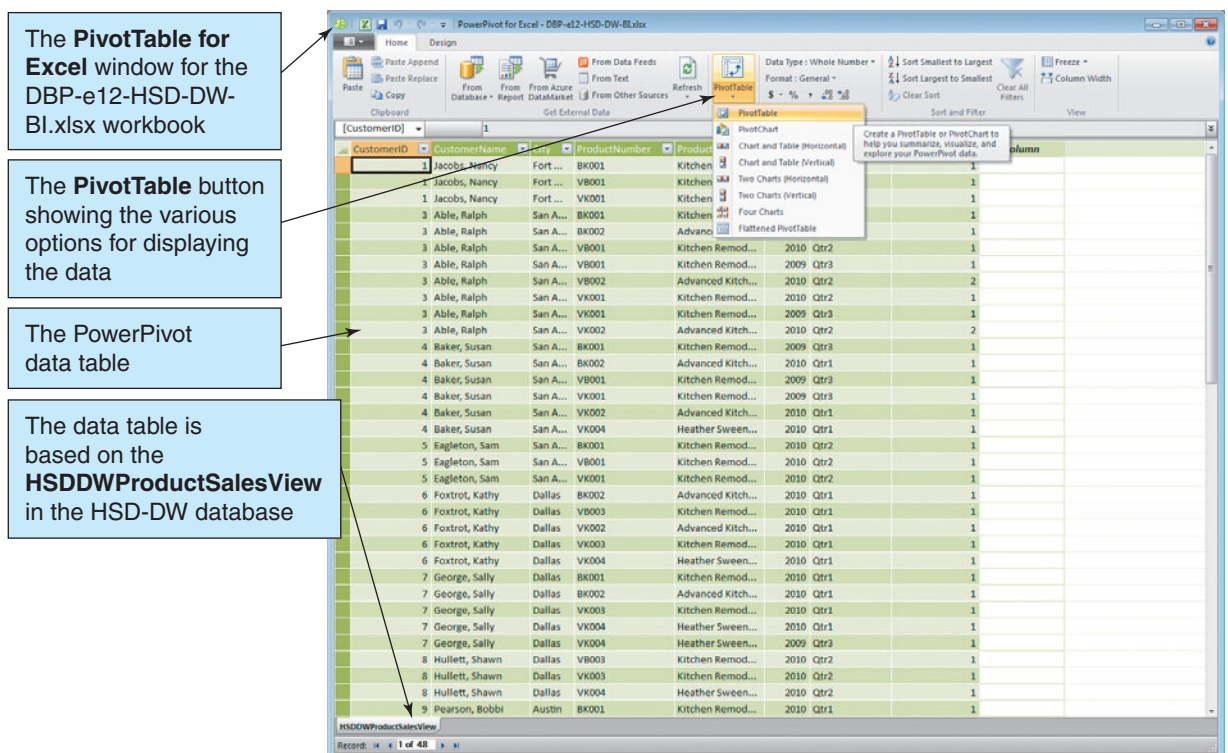 The PivotTable for
Excel window for the
DBP-e12-HSD-DW-
BI.xlsx workbook
The PivotTable button
showing the various
options for displaying
the data
The PowerPivot
data table
The data table is
based on the
HSDDWProductSalesView
in the HSD-DW database
PowerPivot for Excel - DBP-e12-HSD-DW-BI.xlsx
Home Design
Paste Append
Paste Replace
Copy
Paste
Clipboard
From Database
From Report
From Azure DataMarket
From Data Feeds
From Text
From Other Sources
Get External Data
Refresh
PivotTable
Data Type : Whole Number
Format : General
$ - % ,
Sort Smallest to Largest
Sort Largest to Smallest
Clear Sort
Clear All Filters
Sort and Filter
Freeze
Column Width
View
PivotTable
PivotChart
Chart and Table (Horizontal)
Chart and Table (Vertical)
Two Charts (Horizontal)
Two Charts (Vertical)
Four Charts
Flattened PivotTable
Create a PivotTable or PivotChart to
help you summarize, visualize, and
explore your PowerPivot data.
[CustomerID] 1
CustomerID CustomerName City ProductNumber Product olumn
1 Jacobs, Nancy Fort ... BK001 Kitchen 1
1 Jacobs, Nancy Fort ... VB001 Kitchen 1
1 Jacobs, Nancy Fort ... VK001 Kitchen 1
3 Able, Ralph San A... BK001 Kitchen 1
3 Able, Ralph San A... BK002 Advanc 1
3 Able, Ralph San A... VB001 Kitchen Remod... 2010 Qtr2 1
3 Able, Ralph San A... VB001 Kitchen Remod... 2009 Qtr3 1
3 Able, Ralph San A... VB002 Advanced Kitch... 2010 Qtr2 2
3 Able, Ralph San A... VK001 Kitchen Remod... 2010 Qtr2 1
3 Able, Ralph San A... VK001 Kitchen Remod... 2009 Qtr3 1
3 Able, Ralph San A... VK002 Advanced Kitch... 2010 Qtr2 2
4 Baker, Susan San A... BK001 Kitchen Remod... 2009 Qtr3 1
4 Baker, Susan San A... BK002 Advanced Kitch... 2010 Qtr1 1
4 Baker, Susan San A... VB001 Kitchen Remod... 2009 Qtr3 1
4 Baker, Susan San A... VK001 Kitchen Remod... 2009 Qtr3 1
4 Baker, Susan San A... VK002 Advanced Kitch... 2010 Qtr1 1
4 Baker, Susan San A... VK004 Heather Sween... 2010 Qtr1 1
5 Eagleton, Sam San A... BK001 Kitchen Remod... 2010 Qtr2 1
5 Eagleton, Sam San A... VB001 Kitchen Remod... 2010 Qtr2 1
5 Eagleton, Sam San A... VK001 Kitchen Remod... 2010 Qtr2 1
6 Foxtrot, Kathy Dallas BK002 Advanced Kitch... 2010 Qtr1 1
6 Foxtrot, Kathy Dallas VB003 Kitchen Remod... 2010 Qtr1 1
6 Foxtrot, Kathy Dallas VK002 Advanced Kitch... 2010 Qtr1 1
6 Foxtrot, Kathy Dallas VK003 Kitchen Remod... 2010 Qtr1 1
6 Foxtrot, Kathy Dallas VK004 Heather Sween... 2010 Qtr1 1
7 George, Sally Dallas BK001 Kitchen Remod... 2010 Qtr1 1
7 George, Sally Dallas BK002 Advanced Kitch... 2010 Qtr1 1
7 George, Sally Dallas VK003 Kitchen Remod... 2010 Qtr1 1
7 George, Sally Dallas VK004 Heather Sween... 2010 Qtr1 1
7 George, Sally Dallas VK004 Heather Sween... 2009 Qtr3 1
8 Hullett, Shawn Dallas VB003 Kitchen Remod... 2010 Qtr2 1
8 Hullett, Shawn Dallas VK003 Kitchen Remod... 2010 Qtr2 1
8 Hullett, Shawn Dallas VK004 Heather Sween... 2010 Qtr2 1
9 Pearson, Bobbi Austin BK001 Kitchen Remod... 2010 Qtr1 1
HSDDWProductSalesView
Record: 1 of 48